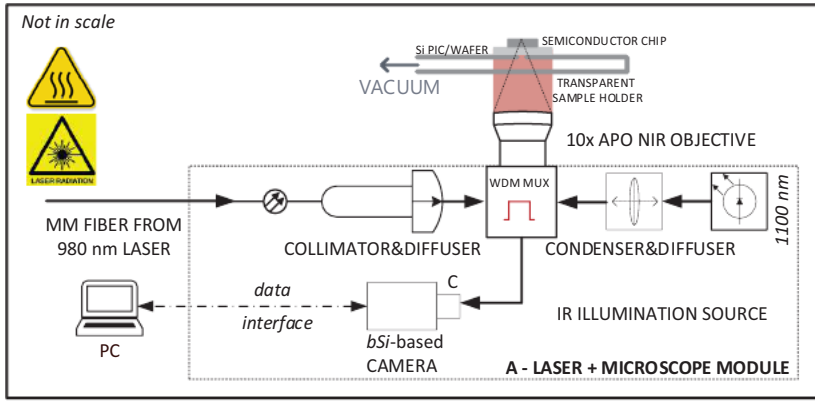 Not in scale
SEMICONDUCTOR CHIP
Si PIC/WAFER
VACUUM
TRANSPARENT
SAMPLE HOLDER
10x APO NIR OBJECTIVE
LASER RADIATION
WDM MUX
MM FIBER FROM
980 nm LASER
COLLIMATOR&DIFFUSER
CONDENSER&DIFFUSER
1100 nm
C
data
interface
PC
bSi-based
CAMERA
IR ILLUMINATION SOURCE
A - LASER + MICROSCOPE MODULE